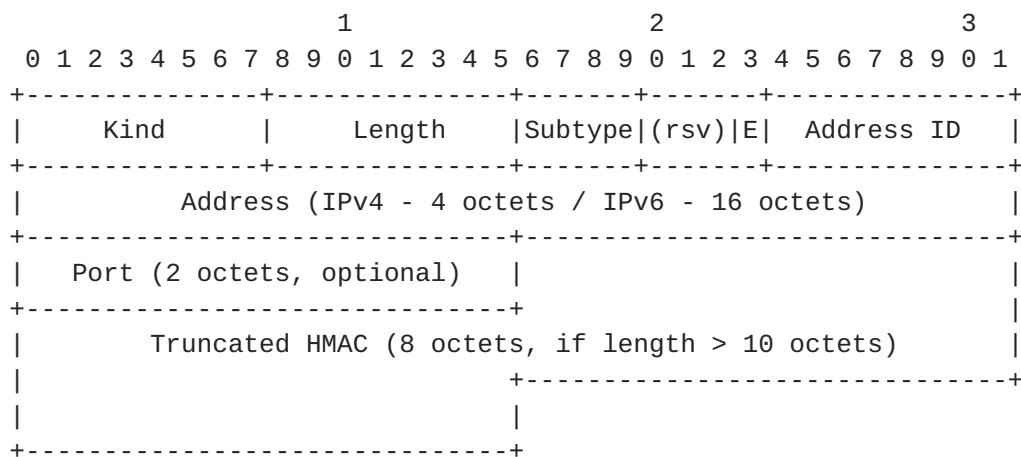 1 2 3
0 1 2 3 4 5 6 7 8 9 0 1 2 3 4 5 6 7 8 9 0 1 2 3 4 5 6 7 8 9 0 1
+---------------+---------------+-------+-------+---------------+
| Kind | Length |Subtype|(rsv)|E| Address ID |
+---------------+---------------+-------+-------+---------------+
| Address (IPv4 - 4 octets / IPv6 - 16 octets) |
+-------------------------------+-------------------------------+
| Port (2 octets, optional) | |
+-------------------------------+ |
| Truncated HMAC (8 octets, if length > 10 octets) |
| +-------------------------------+
| |
+-------------------------------+